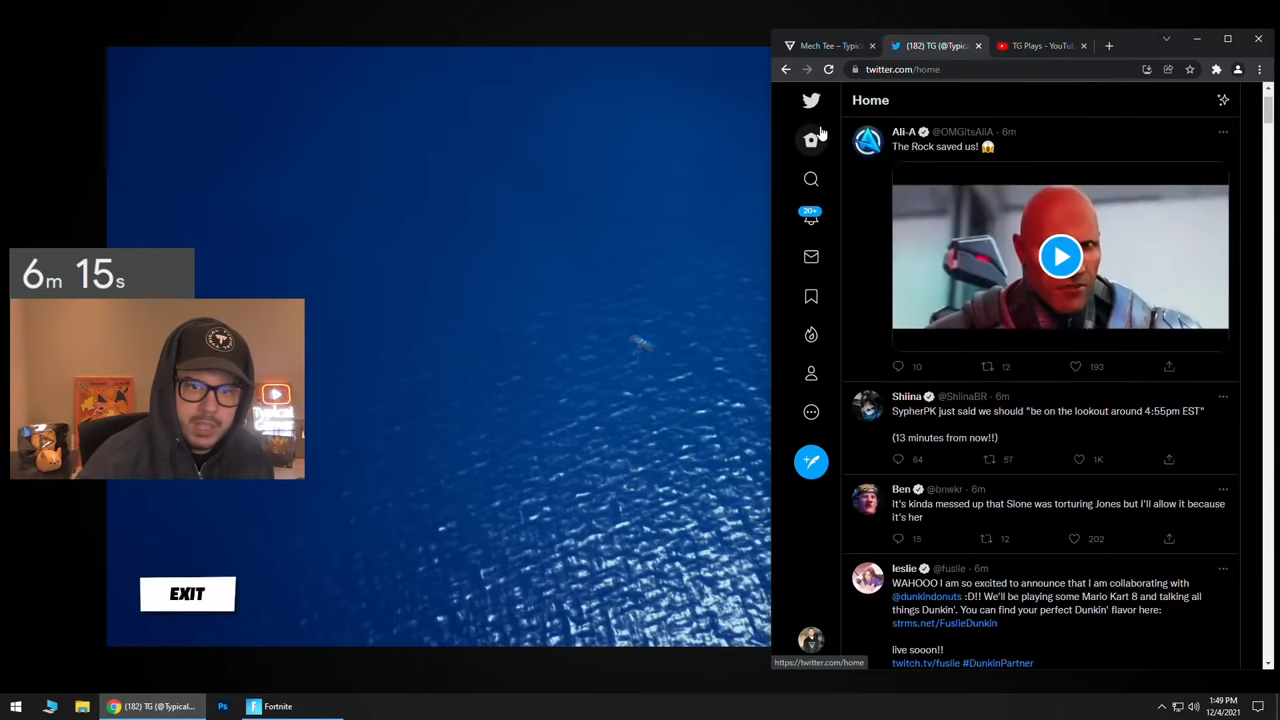 Mech Tee – Typic
(182) TG (@Typic
TG Plays - YouTu
twitter.com/home
Home
Ali-A @OMGitsAliA · 6m
The Rock saved us! 😱
10 12 193
20+
Shiina @ShiinaBR · 6m
SypherPK just said we should "be on the lookout around 4:55pm EST"
(13 minutes from now!!)
64 57 1K
Ben @bnwkr · 6m
It's kinda messed up that Slone was torturing Jones but I'll allow it because
it's her
15 12 202
leslie @fuslie · 6m
WAHOOO I am so excited to announce that I am collaborating with
@dunkindonuts :D!! We'll be playing some Mario Kart 8 and talking all
things Dunkin'. You can find your perfect Dunkin' flavor here:
strms.net/FuslieDunkin
live sooon!!
twitch.tv/fuslie #DunkinPartner
https://twitter.com/home
6m 15s
Typical
EXIT
(182) TG (@Typical...
Ps
Fortnite
1:49 PM
12/4/2021